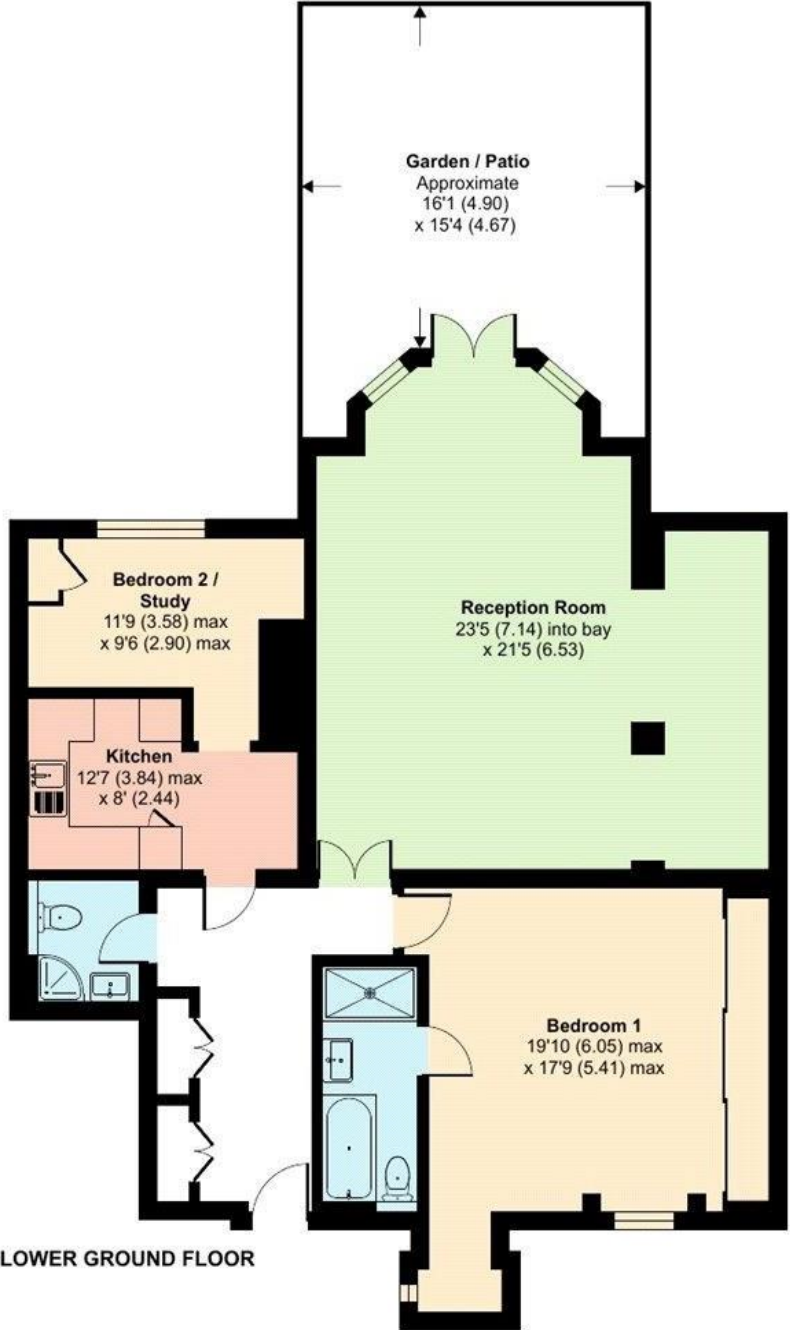 Garden / Patio
Approximate
16'1 (4.90)
x 15'4 (4.67)
Bedroom 2 /
Study
11'9 (3.58) max
x 9'6 (2.90) max
Reception Room
23'5 (7.14) into bay
x 21'5 (6.53)
Kitchen
12'7 (3.84) max
x 8' (2.44)
Bedroom 1
19'10 (6.05) max
x 17'9 (5.41) max
LOWER GROUND FLOOR